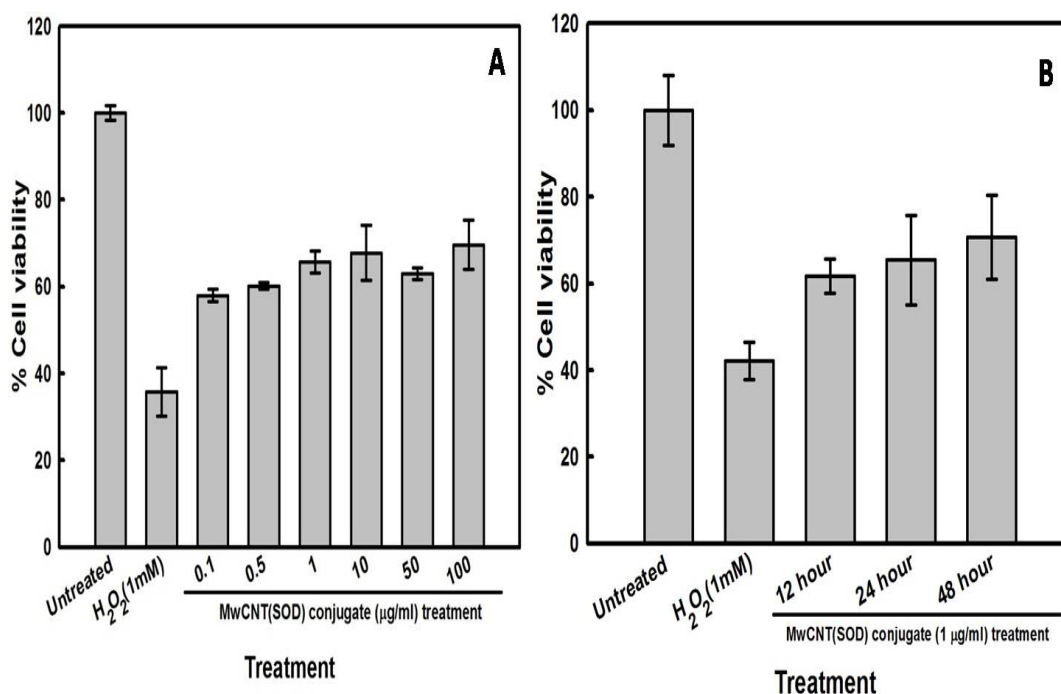 A
120
100
80
60
40
20
0
% Cell viability
Untreated
H₂O₂(1mM)
0.1
0.5
1
10
50
100
MwCNT(SOD) conjugate (μg/ml) treatment
Treatment
B
120
100
80
60
40
20
0
% Cell viability
Untreated
H₂O₂(1mM)
12 hour
24 hour
48 hour
MwCNT(SOD) conjugate (1 μg/ml) treatment
Treatment